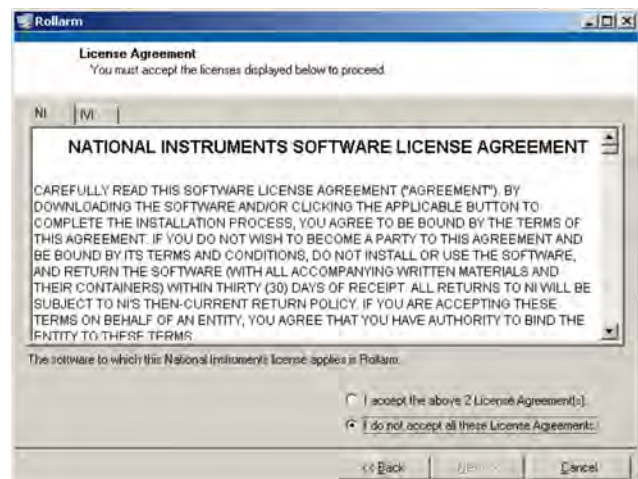 Rollarm
License Agreement
You must accept the licenses displayed below to proceed.
NI IVI
NATIONAL INSTRUMENTS SOFTWARE LICENSE AGREEMENT
CAREFULLY READ THIS SOFTWARE LICENSE AGREEMENT ("AGREEMENT"). BY
DOWNLOADING THE SOFTWARE AND/OR CLICKING THE APPLICABLE BUTTON TO
COMPLETE THE INSTALLATION PROCESS, YOU AGREE TO BE BOUND BY THE TERMS OF
THIS AGREEMENT. IF YOU DO NOT WISH TO BECOME A PARTY TO THIS AGREEMENT AND
BE BOUND BY ITS TERMS AND CONDITIONS, DO NOT INSTALL OR USE THE SOFTWARE,
AND RETURN THE SOFTWARE (WITH ALL ACCOMPANYING WRITTEN MATERIALS AND
THEIR CONTAINERS) WITHIN THIRTY (30) DAYS OF RECEIPT. ALL RETURNS TO NI WILL BE
SUBJECT TO NI'S THEN-CURRENT RETURN POLICY. IF YOU ARE ACCEPTING THESE
TERMS ON BEHALF OF AN ENTITY, YOU AGREE THAT YOU HAVE AUTHORITY TO BIND THE
ENTITY TO THESE TERMS
The software to which this National Instruments license applies is Rollarm.
I accept the above 2 License Agreement(s).
I do not accept all these License Agreements.
<< Back Next >> Cancel